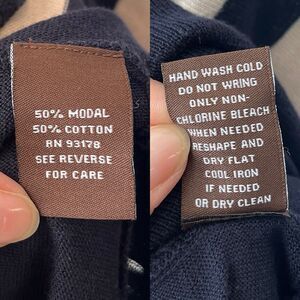 50% MODAL
50% COTTON
RN 93178
SEE REVERSE
FOR CARE
HAND WASH COLD
DO NOT WRING
ONLY NON-
CHLORINE BLEACH
WHEN NEEDED
RESHAPE AND
DRY FLAT
COOL IRON
IF NEEDED
OR DRY CLEAN